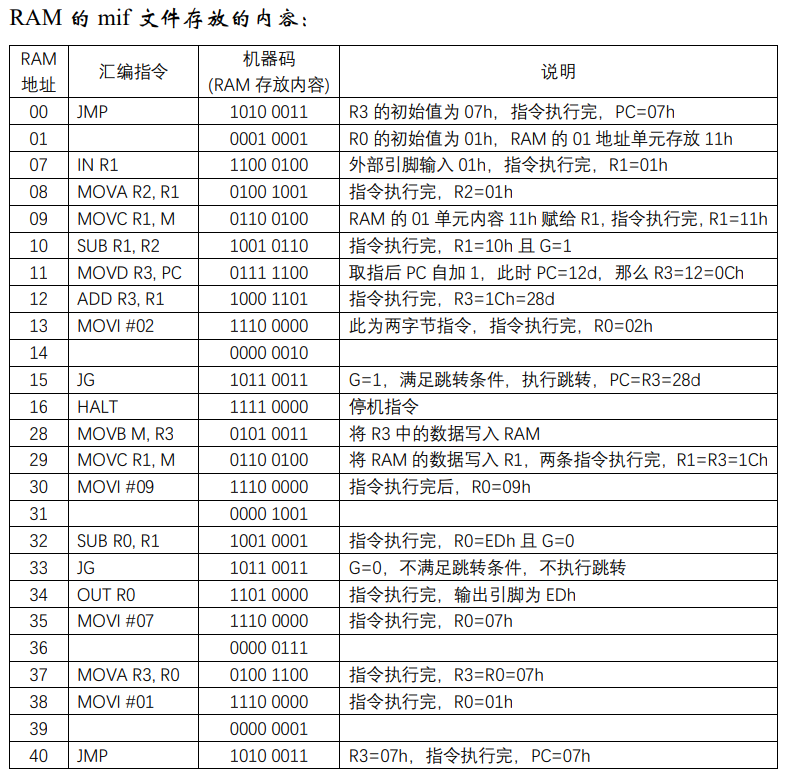 RAM 的 mif 文件存放的内容：
RAM 地址 汇编指令 机器码 (RAM 存放内容) 说明
00 JMP 1010 0011 R3 的初始值为 07h，指令执行完，PC=07h
01 0001 0001 R0 的初始值为 01h，RAM 的 01 地址单元存放 11h
07 IN R1 1100 0100 外部引脚输入 01h，指令执行完，R1=01h
08 MOVA R2, R1 0100 1001 指令执行完，R2=01h
09 MOVC R1, M 0110 0100 RAM 的 01 单元内容 11h 赋给 R1，指令执行完，R1=11h
10 SUB R1, R2 1001 0110 指令执行完，R1=10h 且 G=1
11 MOVD R3, PC 0111 1100 取指后 PC 自加 1，此时 PC=12d，那么 R3=12=0Ch
12 ADD R3, R1 1000 1101 指令执行完，R3=1Ch=28d
13 MOVI #02 1110 0000 此为两字节指令，指令执行完，R0=02h
14 0000 0010
15 JG 1011 0011 G=1，满足跳转条件，执行跳转，PC=R3=28d
16 HALT 1111 0000 停机指令
28 MOVB M, R3 0101 0011 将 R3 中的数据写入 RAM
29 MOVC R1, M 0110 0100 将 RAM 的数据写入 R1，两条指令执行完，R1=R3=1Ch
30 MOVI #09 1110 0000 指令执行完后，R0=09h
31 0000 1001
32 SUB R0, R1 1001 0001 指令执行完，R0=EDh 且 G=0
33 JG 1011 0011 G=0，不满足跳转条件，不执行跳转
34 OUT R0 1101 0000 指令执行完，输出引脚为 EDh
35 MOVI #07 1110 0000 指令执行完，R0=07h
36 0000 0111
37 MOVA R3, R0 0100 1100 指令执行完，R3=R0=07h
38 MOVI #01 1110 0000 指令执行完，R0=01h
39 0000 0001
40 JMP 1010 0011 R3=07h，指令执行完，PC=07h